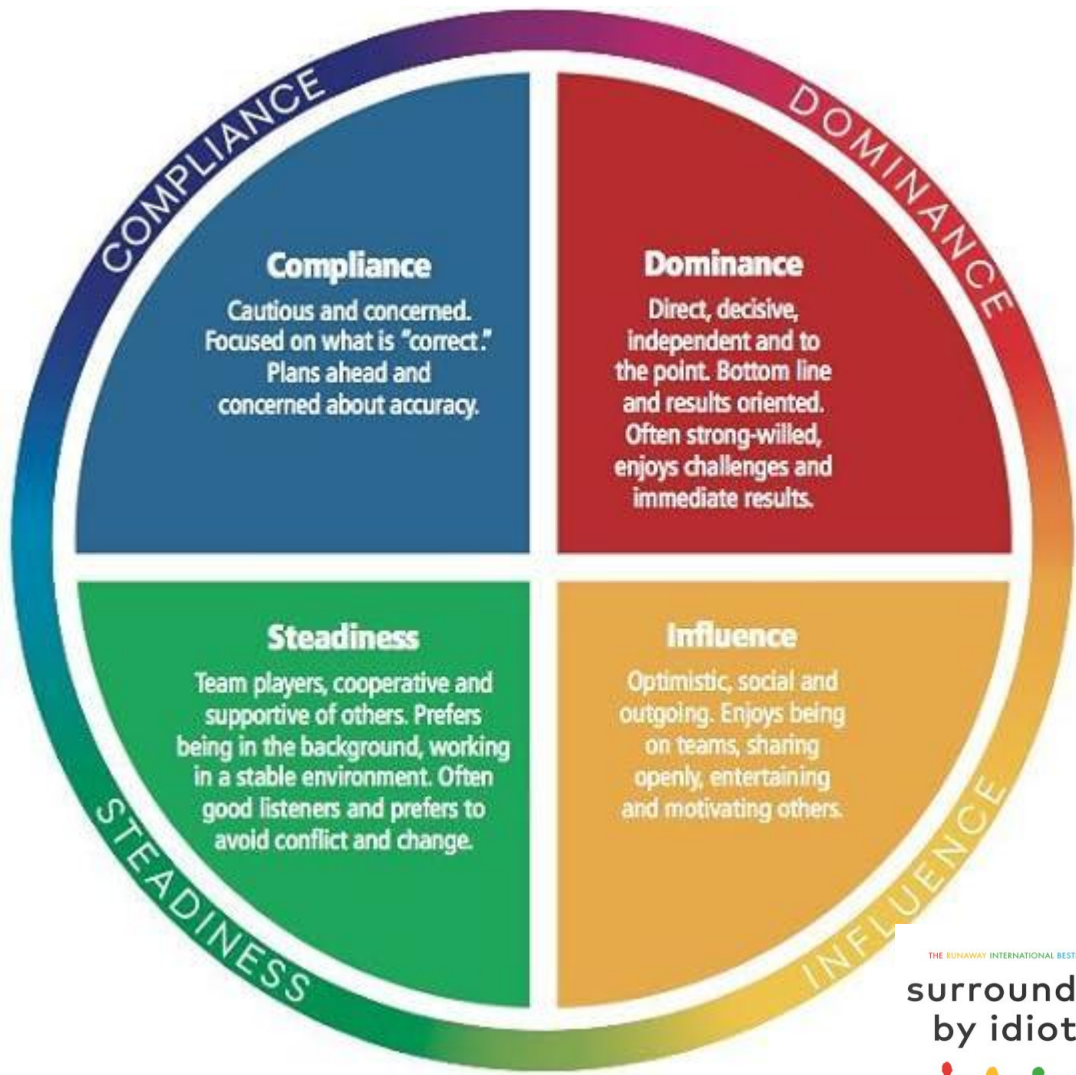 COMPLIANCE
DOMINANCE
Compliance
Cautious and concerned.
Focused on what is "correct."
Plans ahead and
concerned about accuracy.
Dominance
Direct, decisive,
independent and to
the point. Bottom line
and results oriented.
Often strong-willed,
enjoys challenges and
immediate results.
Steadiness
Team players, cooperative and
supportive of others. Prefers
being in the background, working
in a stable environment. Often
good listeners and prefers to
avoid conflict and change.
Influence
Optimistic, social and
outgoing. Enjoys being
on teams, sharing
openly, entertaining
and motivating others.
STEADINESS
INFLUENCE
THE RUNAWAY INTERNATIONAL BEST
surround
by idiot